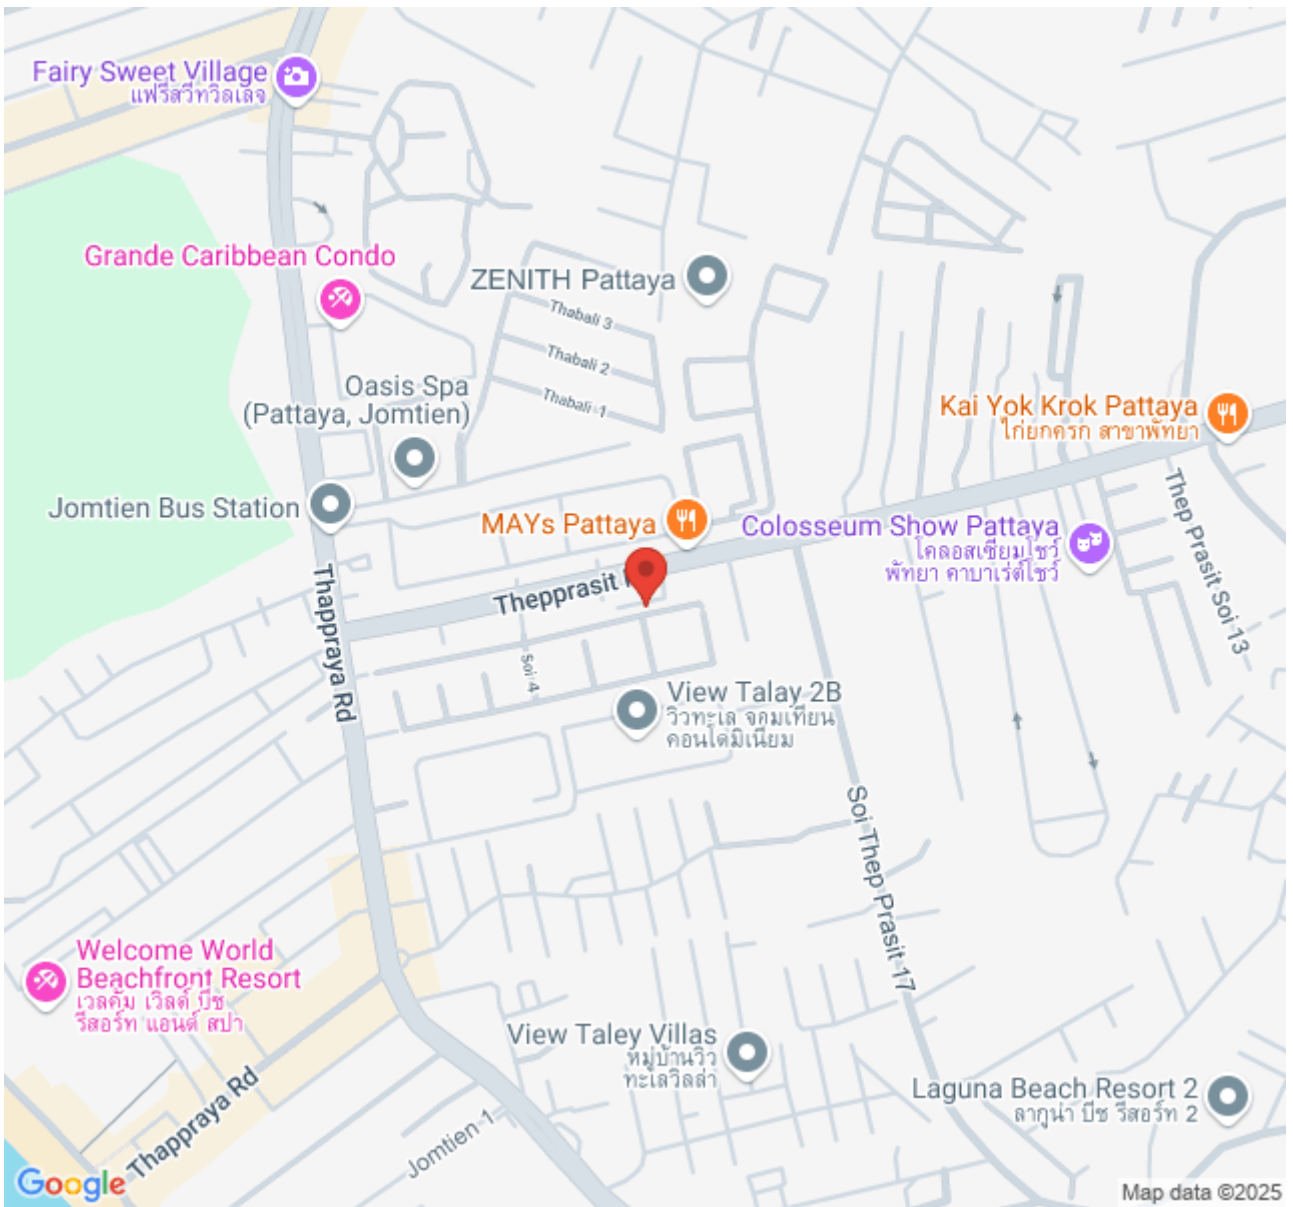 Fairy Sweet Village
แฟรี่สวีทวิลเลจ
Grande Caribbean Condo
ZENITH Pattaya
Thabali 3
Thabali 2
Thabali 1
Oasis Spa
(Pattaya, Jomtien)
Kai Yok Krok Pattaya
ไก่ยกครก สาขาพัทยา
Jomtien Bus Station
MAYs Pattaya
Colosseum Show Pattaya
โคลอสเซียมโชว์
พัทยา คาบาเร่ต์โชว์
Thep Prasit Soi 13
Thepprasit
Thappraya Rd
Soi 4
View Talay 2B
วิวทะเล จอมเทียน
คอนโดมิเนียม
Soi Thep Prasit 17
Welcome World
Beachfront Resort
เวลคัม เวิลด์ บีช
รีสอร์ท แอนด์ สปา
View Taley Villas
หมู่บ้านวิว
ทะเลวิลล่า
Laguna Beach Resort 2
ลากูน่า บีช รีสอร์ท 2
Thappraya Rd
Jomtien 1
Google
Map data ©2025